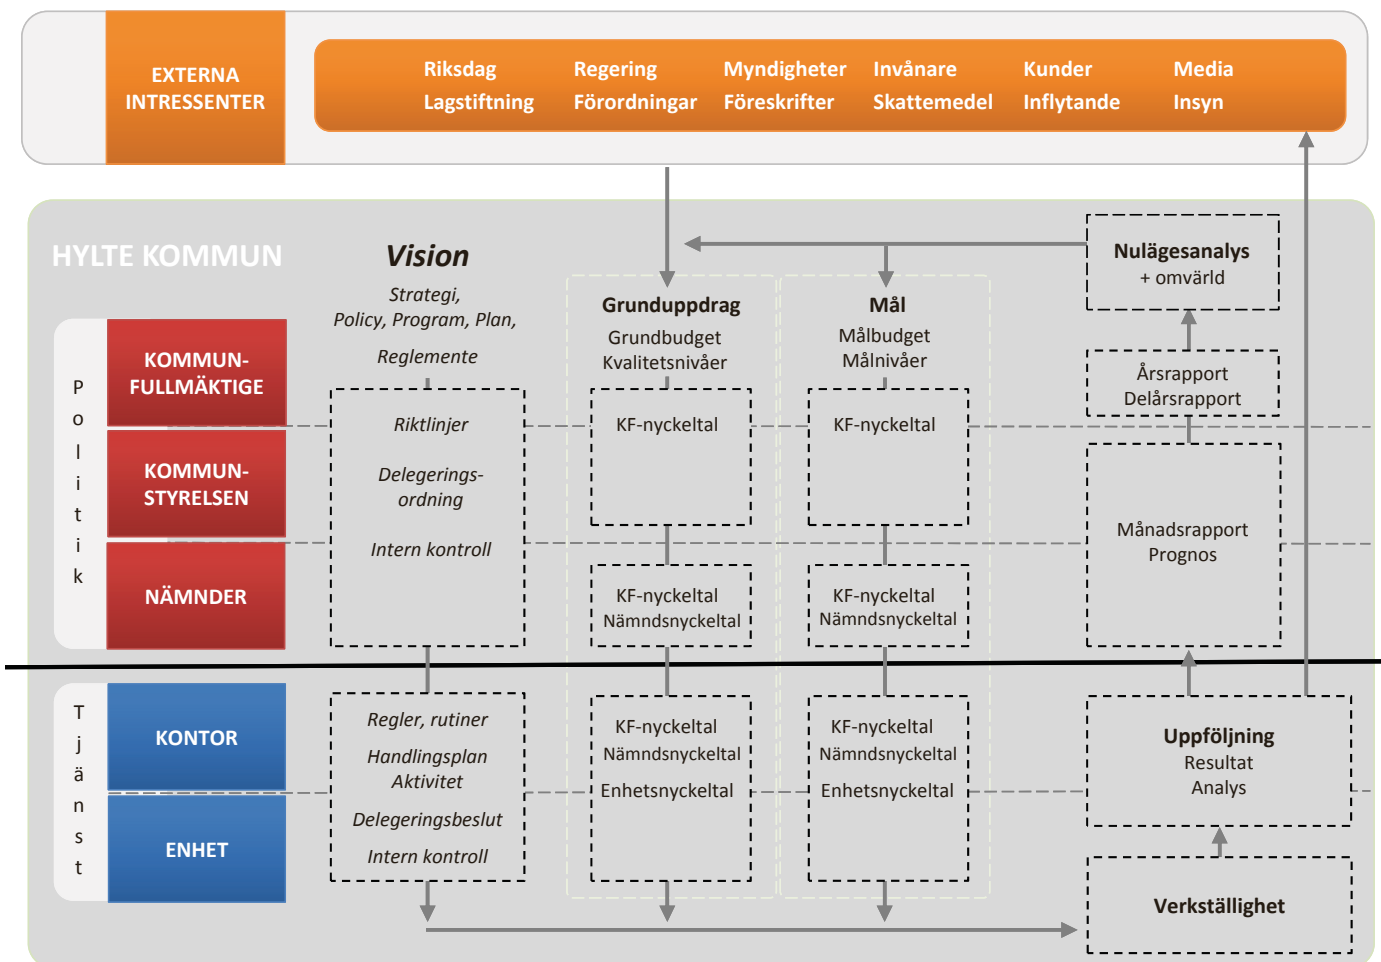 EXTERNA
INTRESSENTER
Riksdag
Lagstiftning
Regering
Förordningar
Myndigheter
Föreskrifter
Invånare
Skattemedel
Kunder
Inflytande
Media
Insyn
HYLTE KOMMUN
Politik
KOMMUN-
FULLMÄKTIGE
KOMMUN-
STYRELSEN
NÄMNDER
Tjänst
KONTOR
ENHET
Vision
Strategi,
Policy, Program, Plan,
Reglemente
Riktlinjer
Delegerings-
ordning
Intern kontroll
Regler, rutiner
Handlingsplan
Aktivitet
Delegeringsbeslut
Intern kontroll
Grunduppdrag
Grundbudget
Kvalitetsnivåer
KF-nyckeltal
KF-nyckeltal
Nämndsnyckeltal
KF-nyckeltal
Nämndsnyckeltal
Enhetsnyckeltal
Mål
Målbudget
Målnivåer
KF-nyckeltal
KF-nyckeltal
Nämndsnyckeltal
KF-nyckeltal
Nämndsnyckeltal
Enhetsnyckeltal
Nulägesanalys
+ omvärld
Årsrapport
Delårsrapport
Månadsrapport
Prognos
Uppföljning
Resultat
Analys
Verkställighet